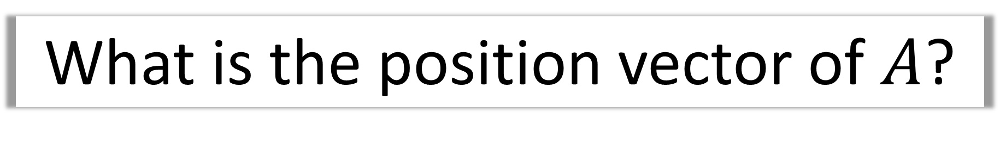 What is the position vector of A?